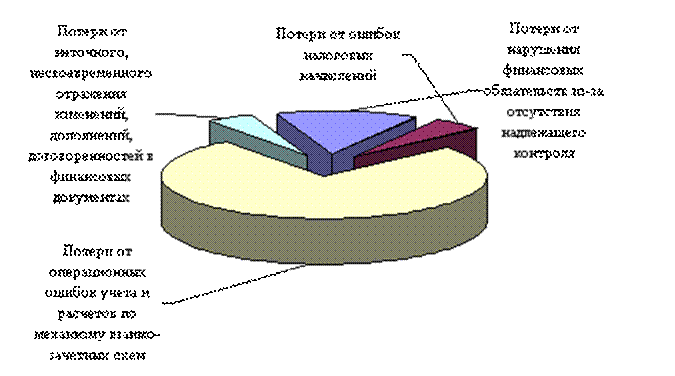 Потери от
неточного,
несвоевременного
отражения
изменений,
дополнений,
договоренностей в
финансовых
документах
Потери от ошибок
налоговых
начислений
Потери от
нарушения
финансовых
обязательств из-за
отсутствия
надлежащего
контроля
Потери от
операционных
ошибок учета и
расчетов по
механизму взаимо-
зачетных схем